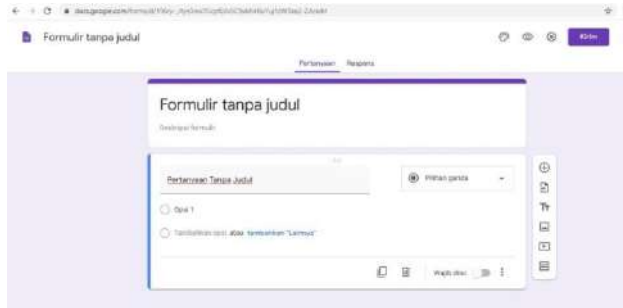 Formulir tanpa judul
Kirim
Pertanyaan Respons
Formulir tanpa judul
Deskripsi formulir
Pertanyaan Tanpa Judul
Pilihan ganda
Opsi 1
Tambahkan opsi atau tambahkan "Lainnya"
Wajib diisi